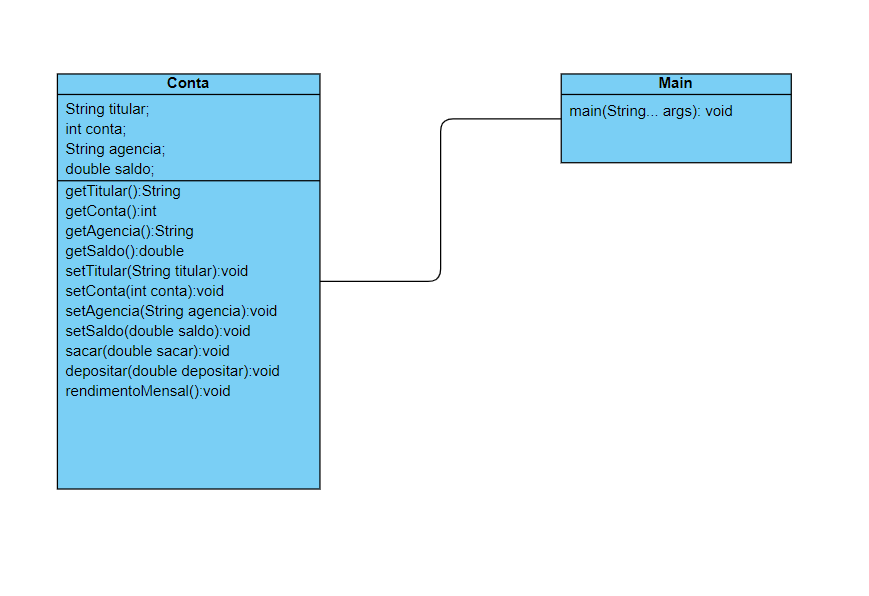 Conta
String titular;
int conta;
String agencia;
double saldo;
getTitular():String
getConta():int
getAgencia():String
getSaldo():double
setTitular(String titular):void
setConta(int conta):void
setAgencia(String agencia):void
setSaldo(double saldo):void
sacar(double sacar):void
depositar(double depositar):void
rendimentoMensal():void
Main
main(String... args): void